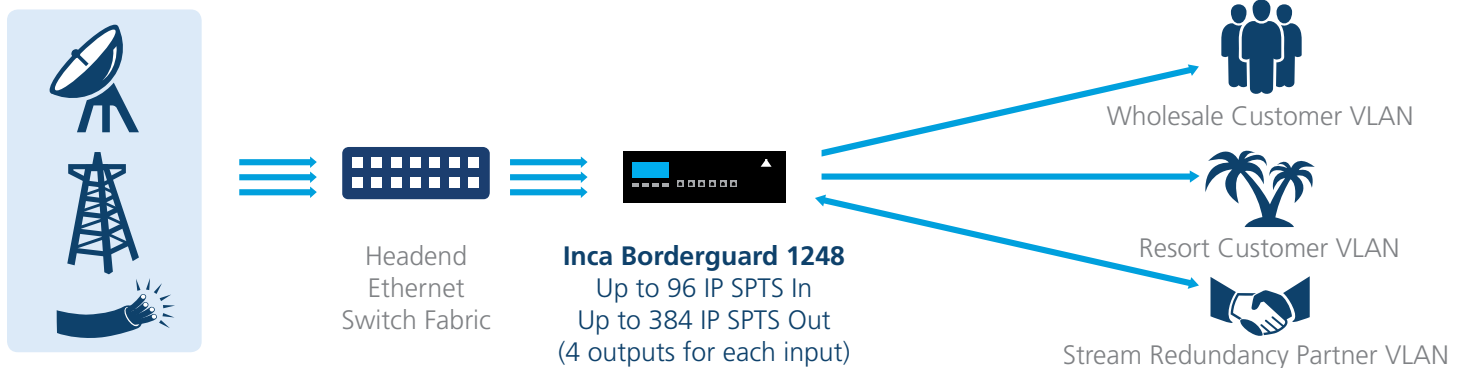 Headend
Ethernet
Switch Fabric
Inca Borderguard 1248
Up to 96 IP SPTS In
Up to 384 IP SPTS Out
(4 outputs for each input)
Wholesale Customer VLAN
Resort Customer VLAN
Stream Redundancy Partner VLAN